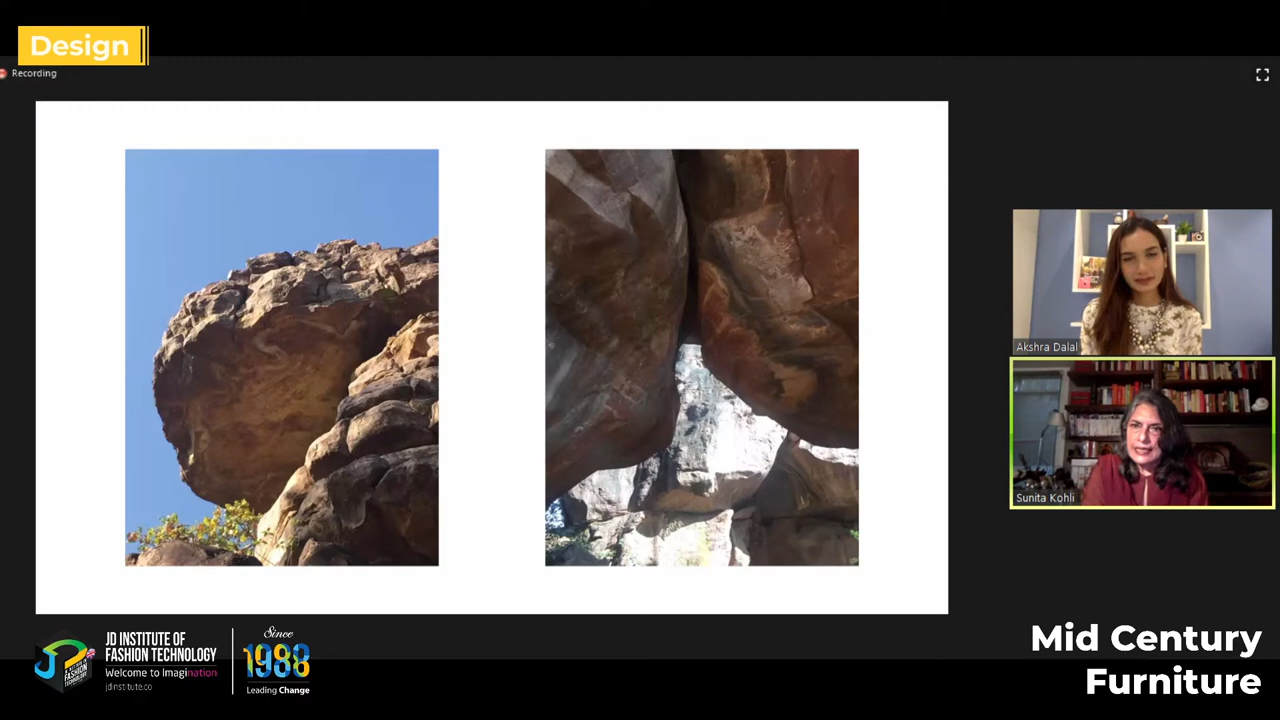 Design
Recording
Akshra Dalal
Sunita Kohli
JD INSTITUTE OF
FASHION TECHNOLOGY
Welcome to Imagination
jdinstitute.co
Since
1988
Leading Change
Mid Century
Furniture